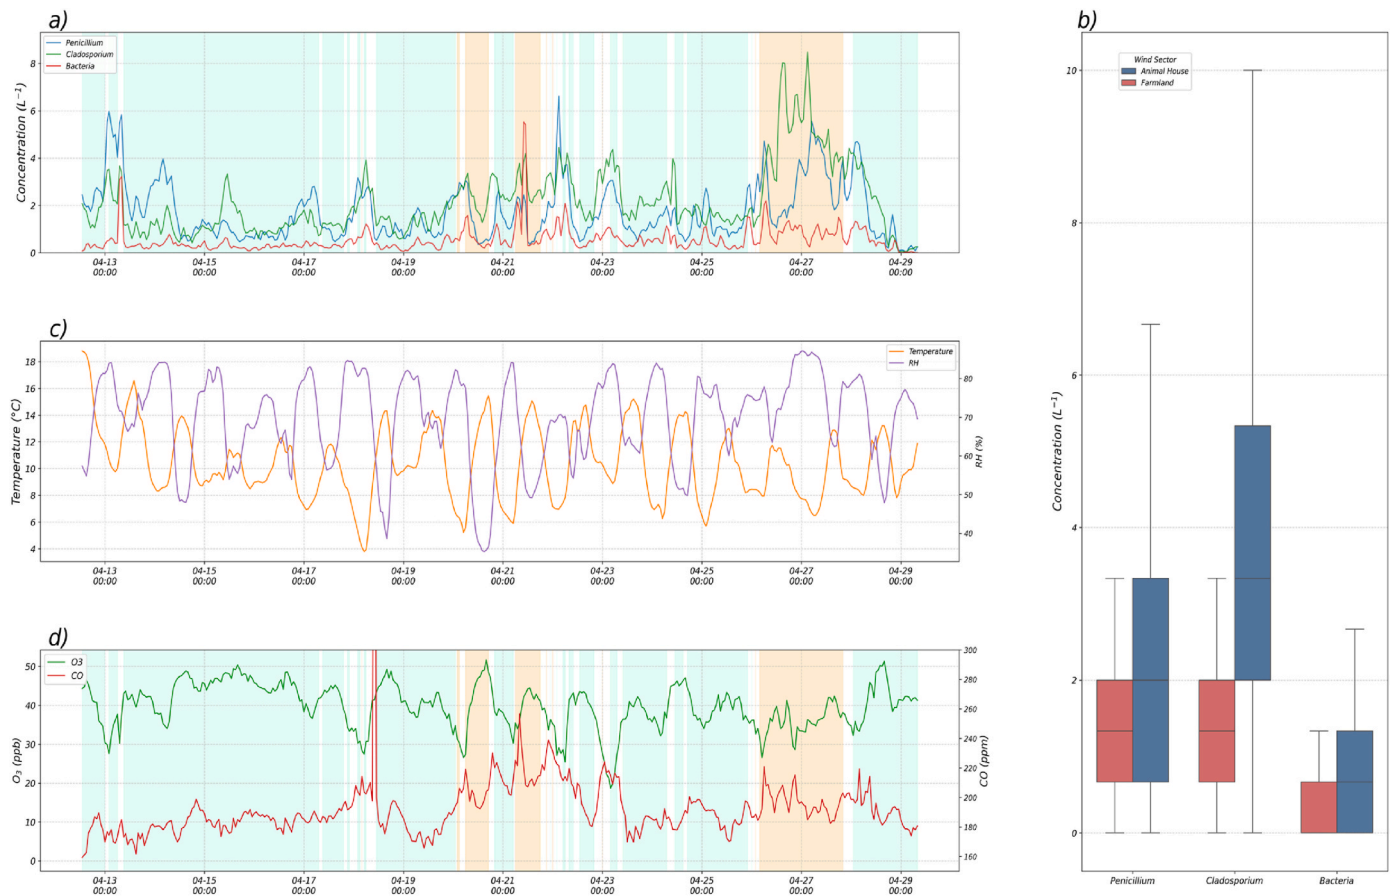 a)
Penicillium
Cladosporium
Bacteria
Concentration (L⁻¹)
8
6
4
2
0
04-13 00:00
04-15 00:00
04-17 00:00
04-19 00:00
04-21 00:00
04-23 00:00
04-25 00:00
04-27 00:00
04-29 00:00
c)
Temperature
RH
Temperature (°C)
18
16
14
12
10
8
6
4
RH (%)
80
70
60
50
40
04-13 00:00
04-15 00:00
04-17 00:00
04-19 00:00
04-21 00:00
04-23 00:00
04-25 00:00
04-27 00:00
04-29 00:00
d)
O3
CO
O₃ (ppb)
50
40
30
20
10
0
CO (ppm)
300
280
260
240
220
200
180
160
04-13 00:00
04-15 00:00
04-17 00:00
04-19 00:00
04-21 00:00
04-23 00:00
04-25 00:00
04-27 00:00
04-29 00:00
b)
Wind Sector
Animal House
Farmland
Concentration (L⁻¹)
10
8
6
4
2
0
Penicillium
Cladosporium
Bacteria